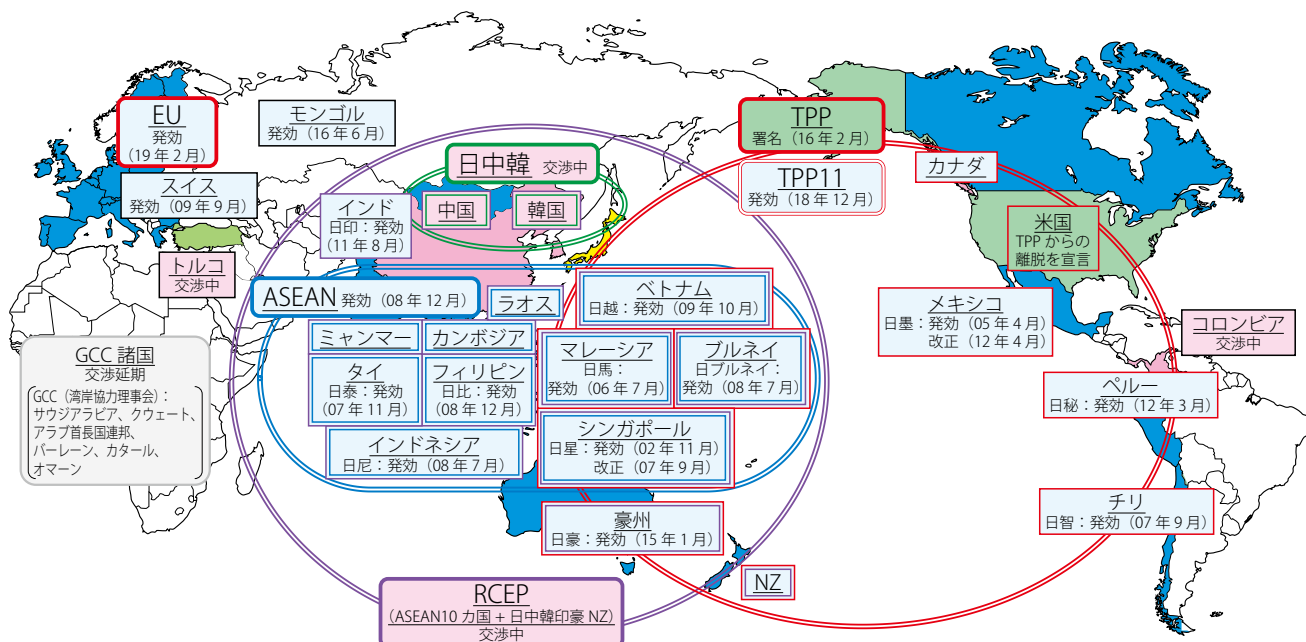 EU
発効
(19 年 2 月)
モンゴル
発効（16 年 6 月）
スイス
発効（09 年 9 月）
トルコ
交渉中
GCC 諸国
交渉延期
GCC（湾岸協力理事会）：
サウジアラビア、クウェート、
アラブ首長国連邦、
バーレーン、カタール、
オマーン
日中韓 交渉中
中国
韓国
インド
日印：発効
（11 年 8 月）
ASEAN 発効（08 年 12 月）
ラオス
ミャンマー
カンボジア
タイ
日泰：発効
（07 年 11 月）
フィリピン
日比：発効
（08 年 12 月）
インドネシア
日尼：発効（08 年 7 月）
ベトナム
日越：発効（09 年 10 月）
マレーシア
日馬：
発効（06 年 7 月）
ブルネイ
日ブルネイ：
発効（08 年 7 月）
シンガポール
日星：発効（02 年 11 月）
改正（07 年 9 月）
豪州
日豪：発効（15 年 1 月）
NZ
RCEP
(ASEAN10 カ国 + 日中韓印豪 NZ)
交渉中
TPP
署名（16 年 2 月）
TPP11
発効（18 年 12 月）
カナダ
米国
TPP からの
離脱を宣言
メキシコ
日墨：発効（05 年 4 月）
改正（12 年 4 月）
コロンビア
交渉中
ペルー
日秘：発効（12 年 3 月）
チリ
日智：発効（07 年 9 月）